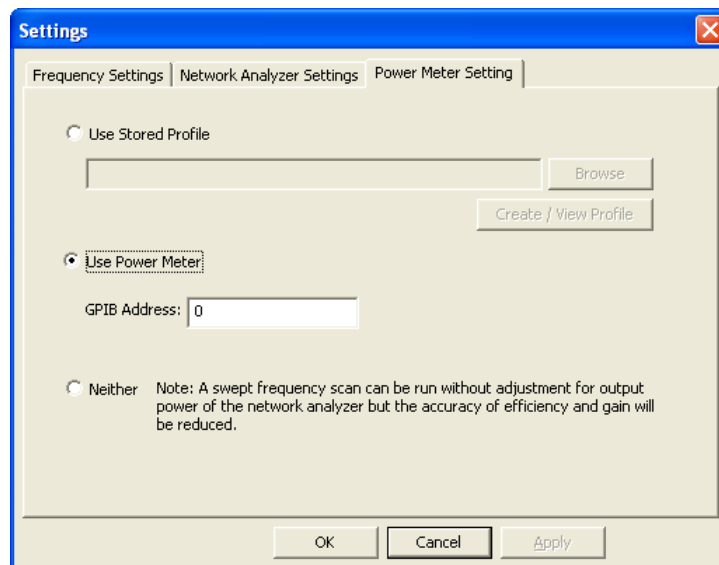 Settings
Frequency Settings
Network Analyzer Settings
Power Meter Setting
Use Stored Profile
Browse
Create / View Profile
Use Power Meter
GPIB Address: 0
Neither
Note: A swept frequency scan can be run without adjustment for output
power of the network analyzer but the accuracy of efficiency and gain will
be reduced.
OK
Cancel
Apply